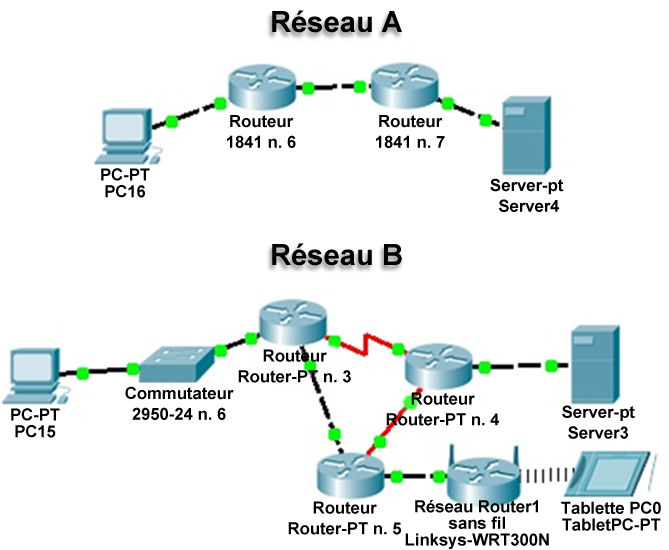 Réseau A
Routeur
1841 n. 6
Routeur
1841 n. 7
PC-PT
PC16
Server-pt
Server4
Réseau B
Routeur
Router-PT n. 3
Commutateur
2950-24 n. 6
PC-PT
PC15
Routeur
Router-PT n. 4
Server-pt
Server3
Routeur
Router-PT n. 5
Réseau Router1
sans fil
Linksys-WRT300N
Tablette PC0
TabletPC-PT